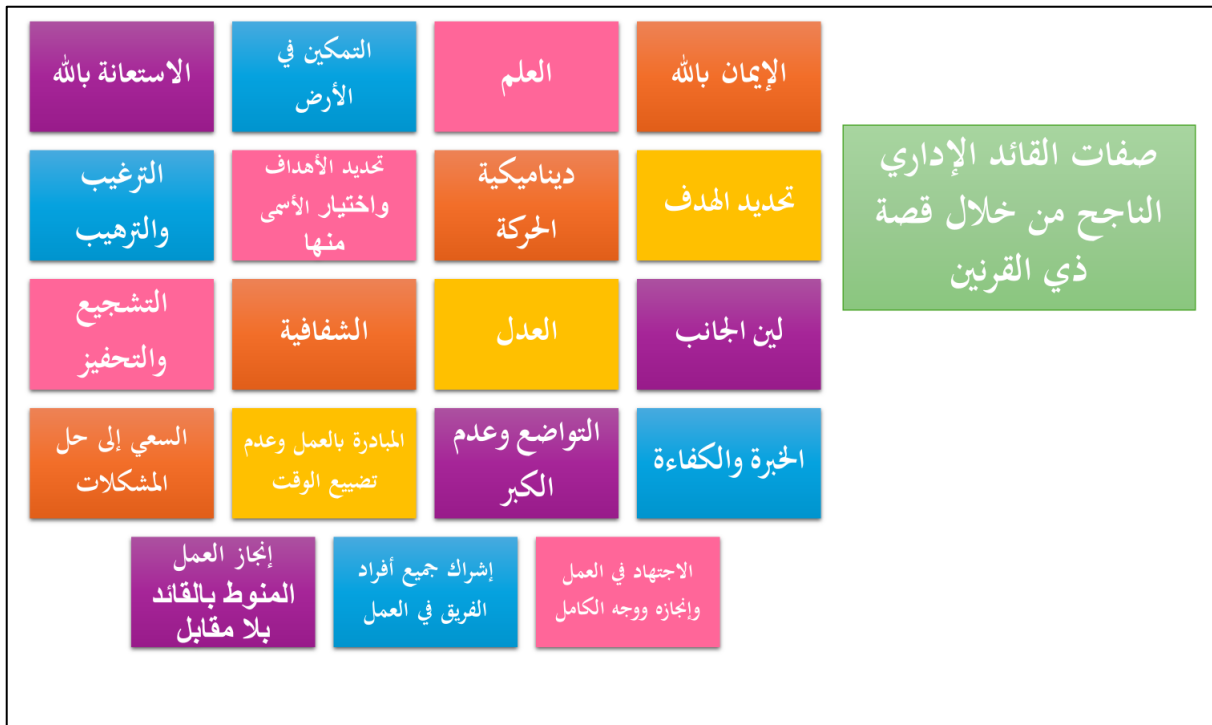 صفات القائد الإداري
الناجح من خلال قصة
ذي القرنين
الإيمان بالله
العلم
التمكين في
الأرض
الاستعانة بالله
تحديد الهدف
ديناميكية
الحركة
تحديد الأهداف
واختيار الأسمى
منها
الترغيب
والترهيب
لين الجانب
العدل
الشفافية
التشجيع
والتحفيز
الخبرة والكفاءة
التواضع وعدم
الكبر
المبادرة بالعمل وعدم
تضييع الوقت
السعي إلى حل
المشكلات
الاجتهاد في العمل
وإنجازه ووجه الكامل
إشراك جميع أفراد
الفريق في العمل
إنجاز العمل
المنوط بالقائد
بلا مقابل